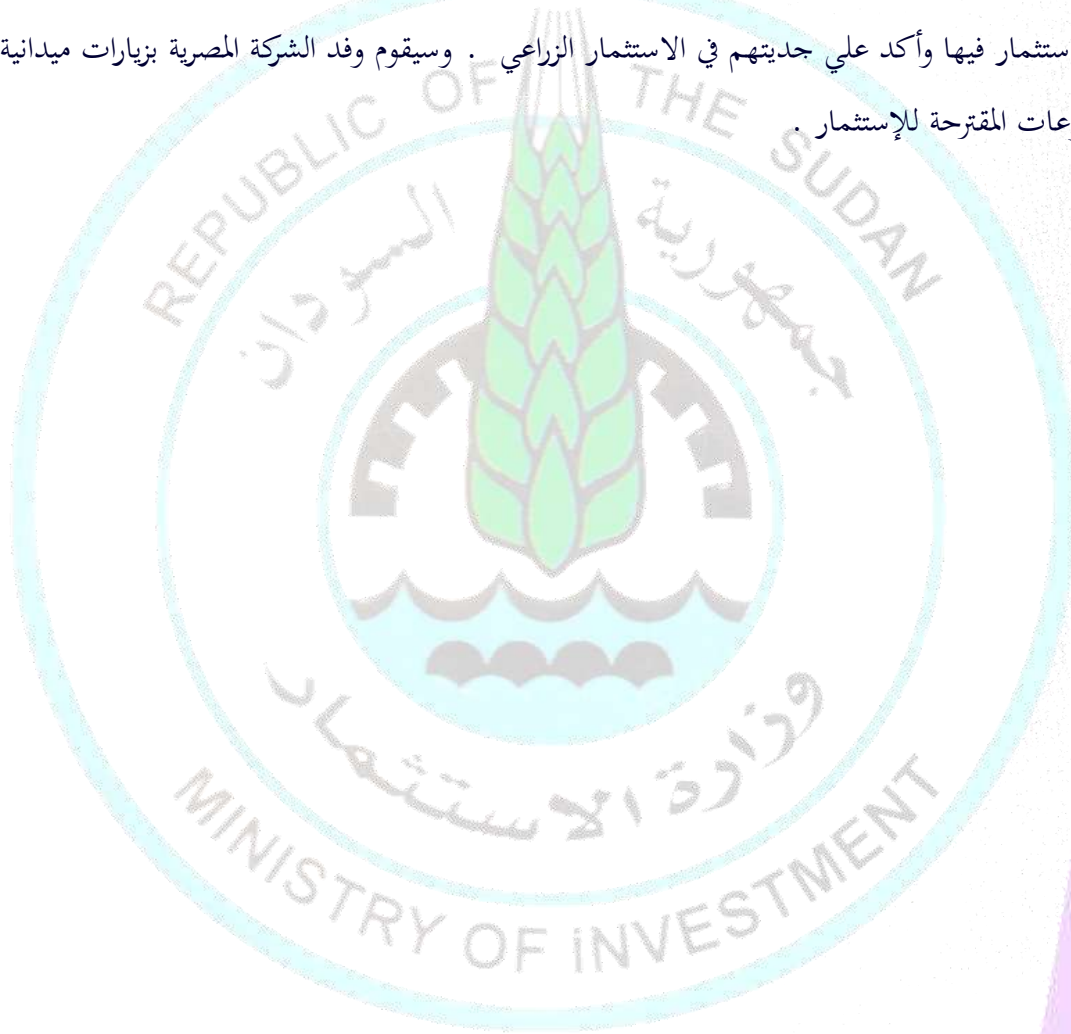 ستثمار فيها وأكد علي جديتهم في الاستثمار الزراعي . وسيقوم وفد الشركة المصرية بزيارات ميدانية
عات المقترحة للإستثمار .
REPUBLIC OF THE SUDAN
جمهورية السودان
وزارة الاستثمار
MINISTRY OF INVESTMENT